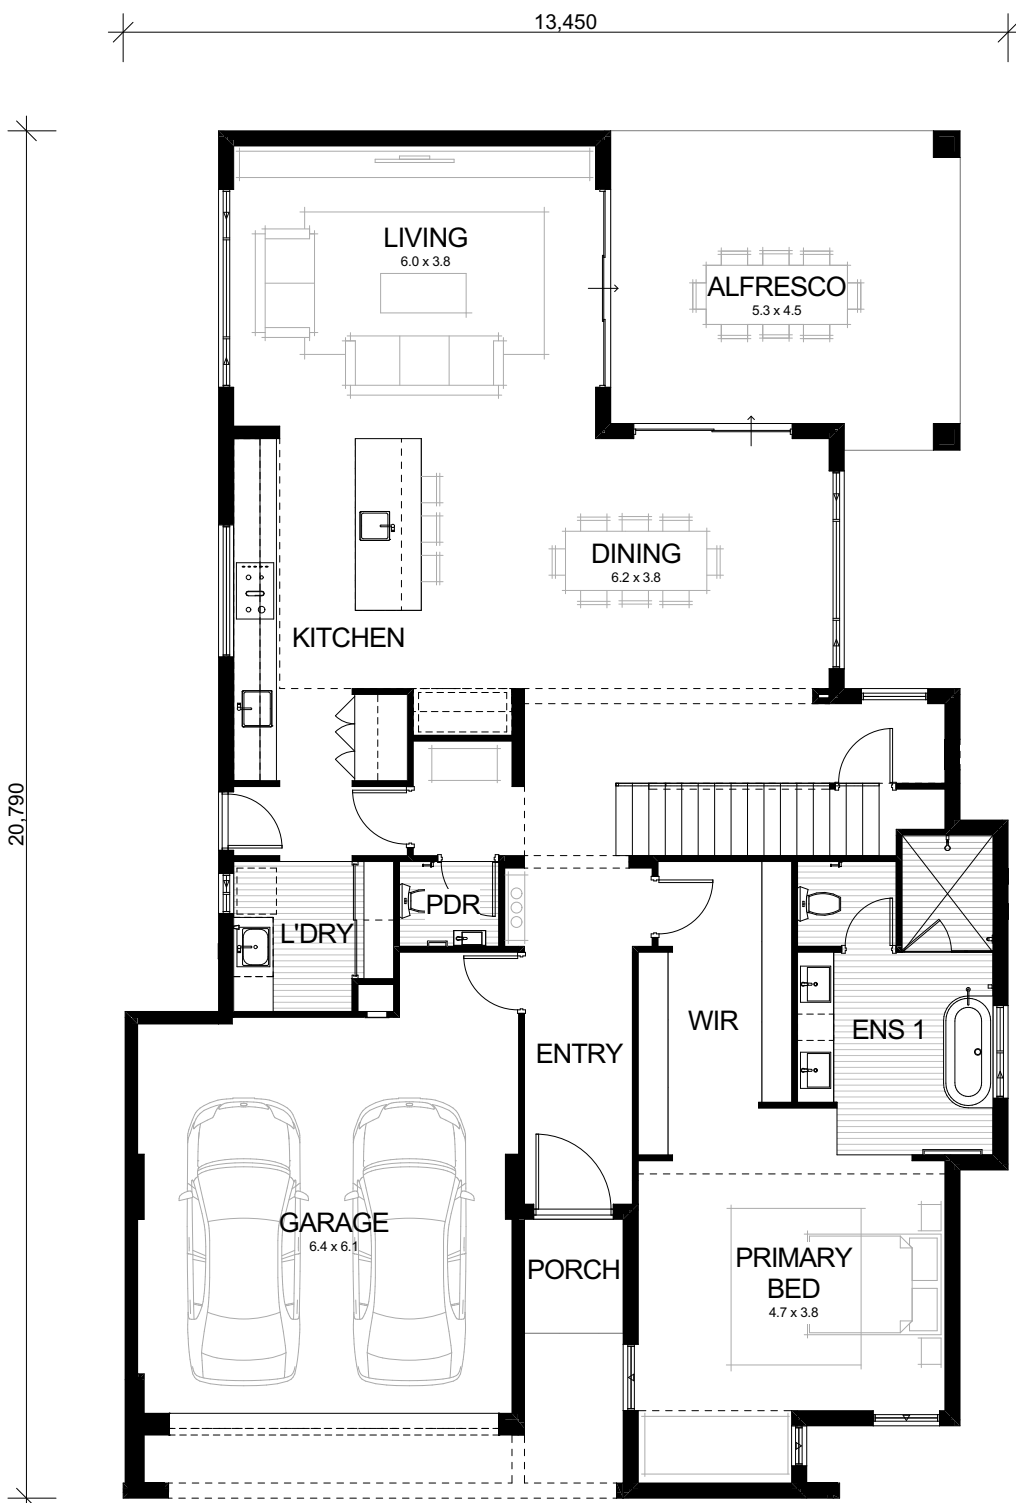 13,450
20,790
LIVING
6.0 x 3.8
ALFRESCO
5.3 x 4.5
DINING
6.2 x 3.8
KITCHEN
PDR
L'DRY
WIR
ENS 1
ENTRY
GARAGE
6.4 x 6.1
PORCH
PRIMARY
BED
4.7 x 3.8